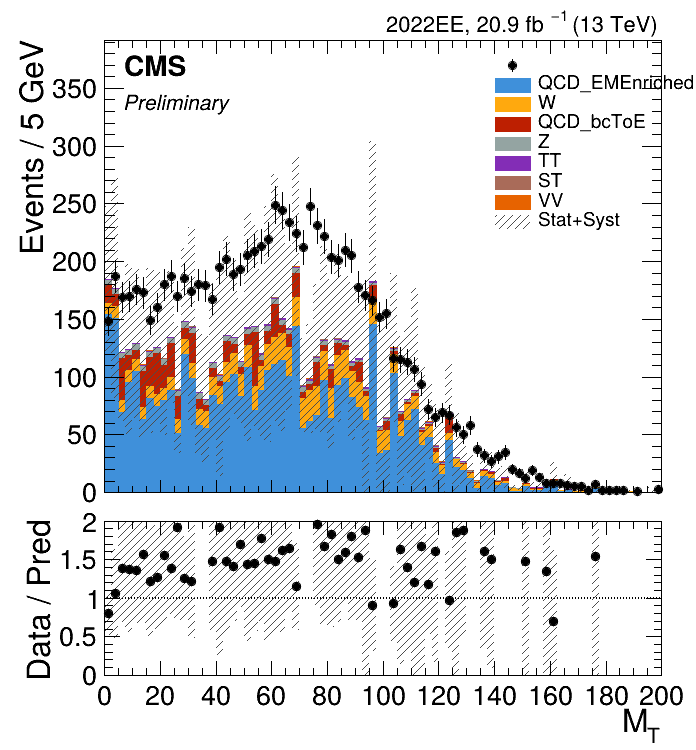 2022EE, 20.9 fb⁻¹ (13 TeV)
CMS
Preliminary
QCD_EMEnriched
W
QCD_bcToE
Z
TT
ST
VV
Stat+Syst
Events / 5 GeV
350
300
250
200
150
100
50
0
Data / Pred
2
1.5
1
0.5
0
0 20 40 60 80 100 120 140 160 180 200
M_T